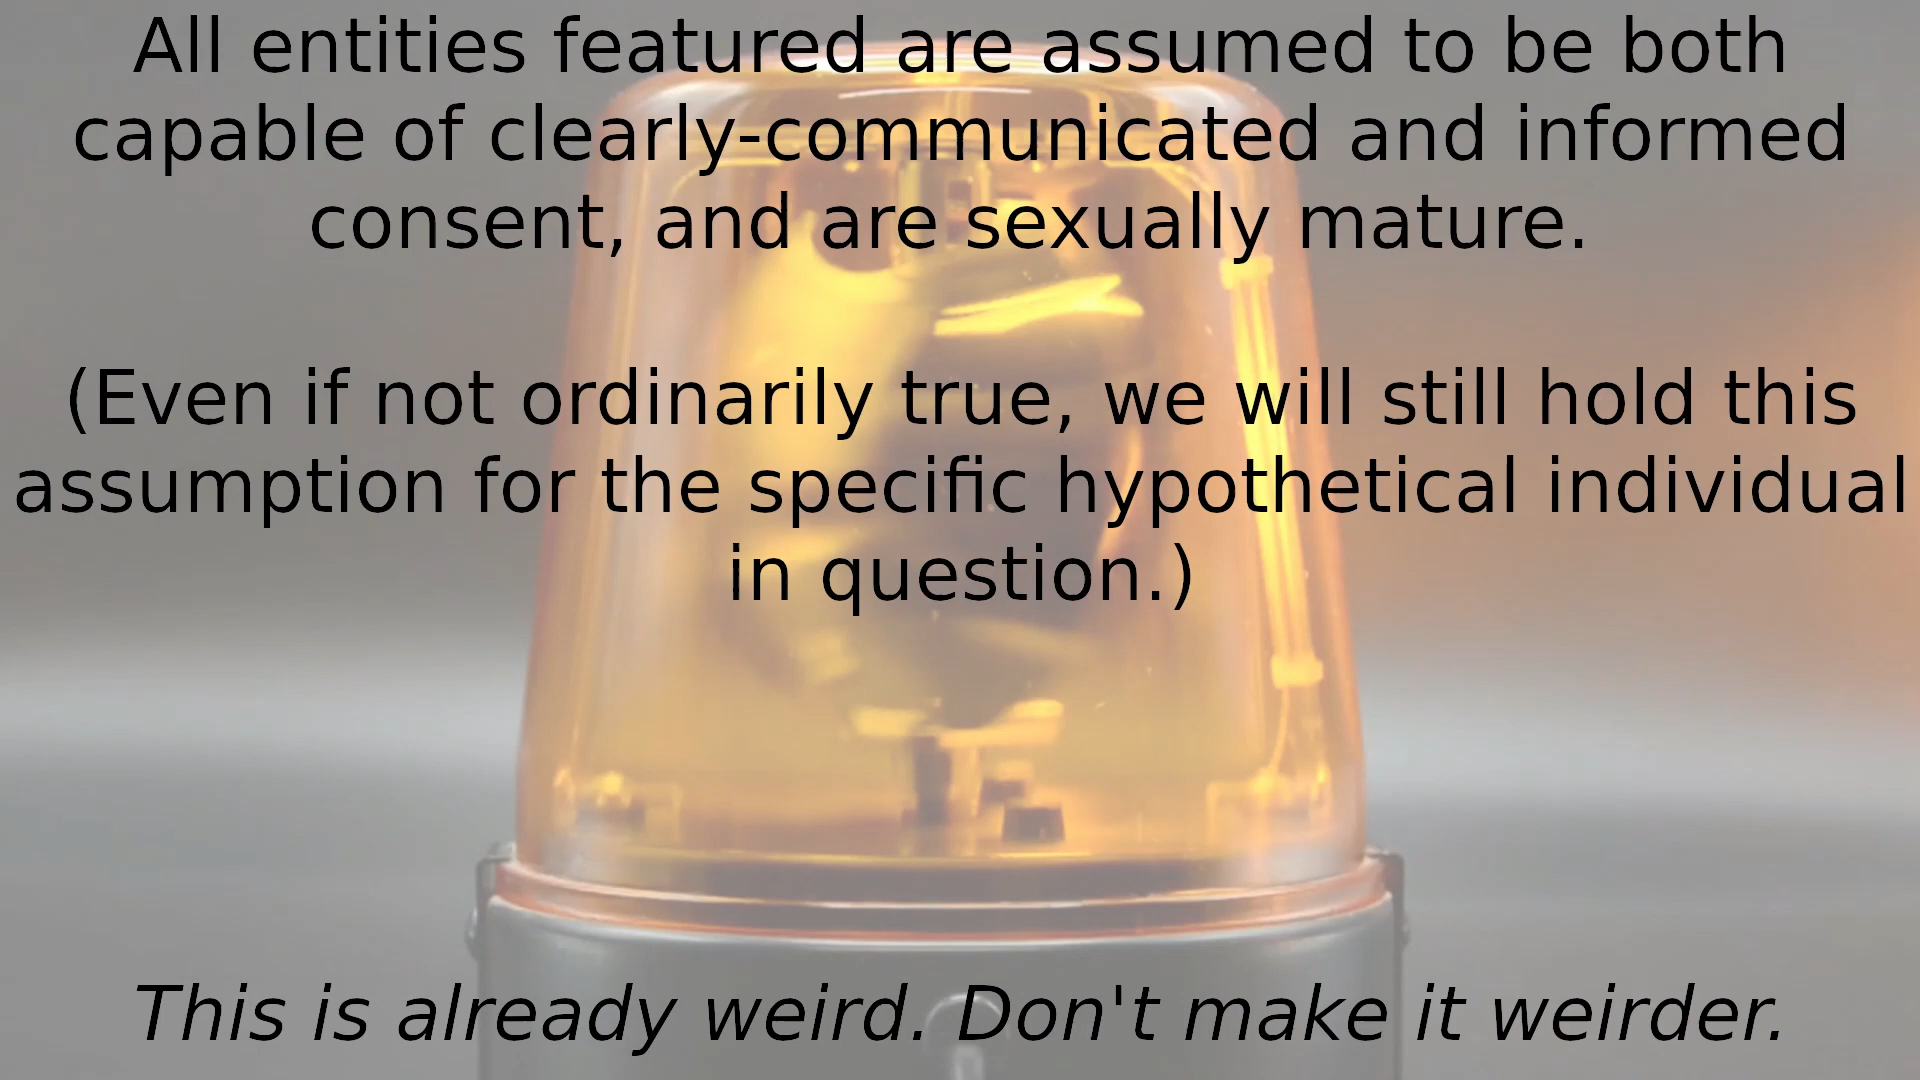 All entities featured are assumed to be both
capable of clearly-communicated and informed
consent, and are sexually mature.
(Even if not ordinarily true, we will still hold this
assumption for the specific hypothetical individual
in question.)
This is already weird. Don't make it weirder.